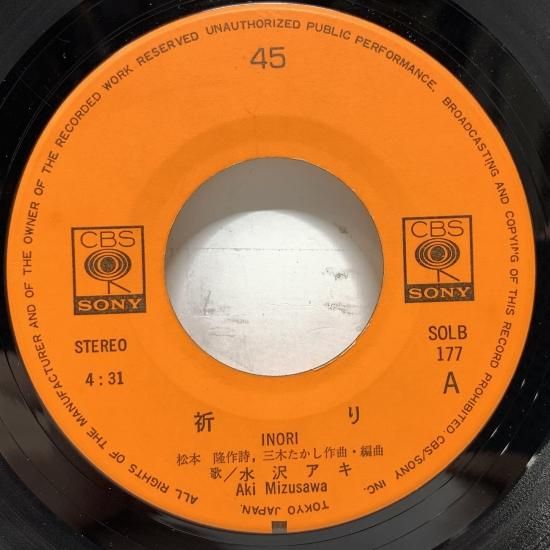 ALL RIGHTS OF THE MANUFACTURER AND OF THE OWNER OF THE RECORDED WORK RESERVED UNAUTHORIZED PUBLIC PERFORMANCE, BROADCASTING AND COPYING OF THIS RECORD PROHIBITED. CBS/SONY INC. TOKYO JAPAN.
45
CBS
SONY
CBS
SONY
STEREO
4:31
SOLB
177
A
祈り
INORI
松本 隆作詩, 三木たかし作曲・編曲
歌/水沢アキ
Aki Mizusawa